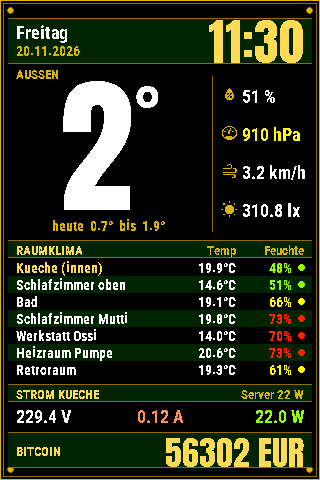 Freitag
20.11.2026
11:30
AUSSEN
2°
51 %
910 hPa
3.2 km/h
310.8 lx
heute 0.7° bis 1.9°
RAUMKLIMA Temp Feuchte
Kueche (innen) 19.9°C 48%
Schlafzimmer oben 14.6°C 51%
Bad 19.1°C 66%
Schlafzimmer Mutti 19.8°C 73%
Werkstatt Ossi 14.0°C 70%
Heizraum Pumpe 20.6°C 73%
Retroraum 19.3°C 61%
STROM KUECHE Server 22 W
229.4 V 0.12 A 22.0 W
BITCOIN 56302 EUR